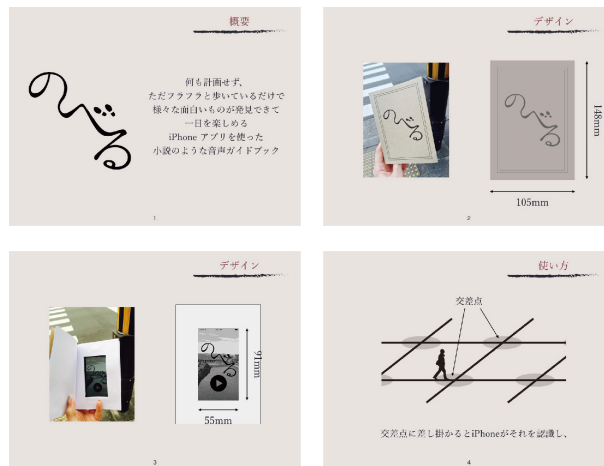 概要
のべる
何も計画せず、
ただフラフラと歩いているだけで
様々な面白いものが発見できて
一日を楽しめる
iPhone アプリを使った
小説のような音声ガイドブック
1
デザイン
のべる
のべる
148mm
105mm
2
デザイン
のべる
91mm
55mm
3
使い方
交差点
交差点に差し掛かるとiPhoneがそれを認識し、
4